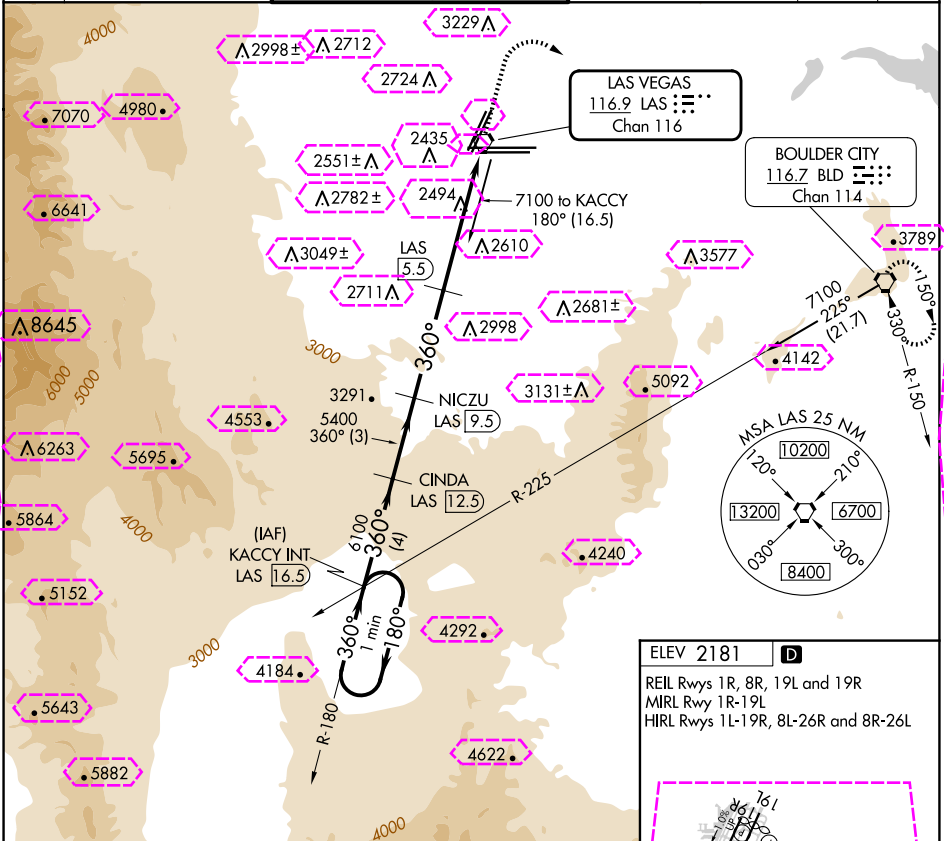 4000
2998±
2712
3229
2724
7070
4980
2435
2551±
2782±
2494
LAS VEGAS
116.9 LAS
Chan 116
BOULDER CITY
116.7 BLD
Chan 114
7100 to KACCY
180° (16.5)
6641
3049±
2610
3577
3789
LAS
5.5
2711
2681±
2998
8645
6000
5000
3000
360°
7100
225°
(21.7)
150°
330°
R-150
4142
3291
NICZU
LAS 9.5
5400
360° (3)
3131±
5092
4553
6263
5695
CINDA
LAS 12.5
R-225
MSA LAS 25 NM
10200
120°
210°
13200
6700
030°
300°
8400
5864
4000
(IAF)
KACCY INT
LAS 16.5
6100
360°
(4)
4240
5152
360°
1 min
180°
4292
3000
4184
R-180
5643
5882
4622
4000
ELEV 2181
D
REIL Rwys 1R, 8R, 19L and 19R
MIRL Rwy 1R-19L
HIRL Rwys 1L-19R, 8L-26R and 8R-26L
19R
19L
1.0%
UP